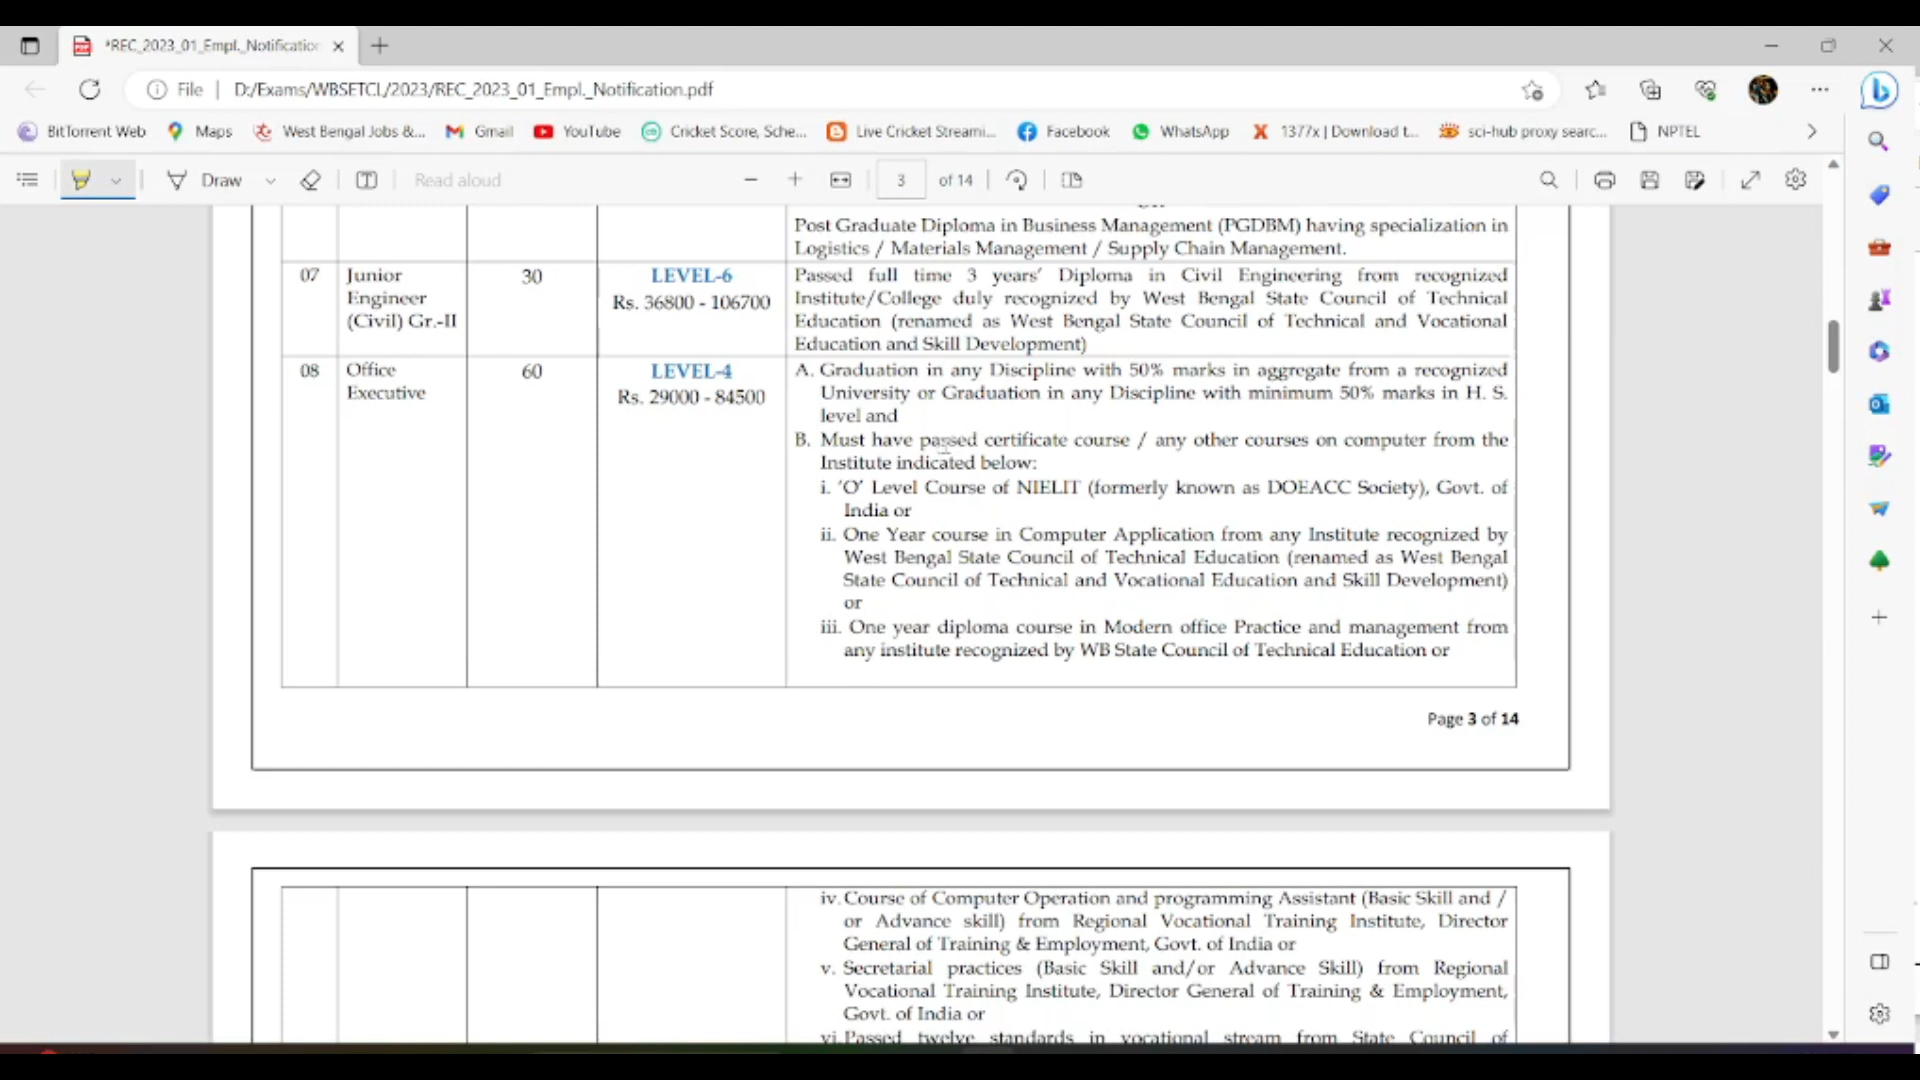 *REC_2023_01_Empl._Notificatio
File
D:/Exams/WBSETCL/2023/REC_2023_01_Empl._Notification.pdf
BitTorrent Web
Maps
West Bengal Jobs &...
Gmail
YouTube
Cricket Score, Sche...
Live Cricket Streami...
Facebook
WhatsApp
1377x | Download t...
sci-hub proxy searc...
NPTEL
Draw
Read aloud
3
of 14
Post Graduate Diploma in Business Management (PGDBM) having specialization in
Logistics / Materials Management / Supply Chain Management.
07
Junior
Engineer
(Civil) Gr.-II
30
LEVEL-6
Rs. 36800 - 106700
Passed full time 3 years' Diploma in Civil Engineering from recognized
Institute/College duly recognized by West Bengal State Council of Technical
Education (renamed as West Bengal State Council of Technical and Vocational
Education and Skill Development)
08
Office
Executive
60
LEVEL-4
Rs. 29000 - 84500
A. Graduation in any Discipline with 50% marks in aggregate from a recognized
University or Graduation in any Discipline with minimum 50% marks in H. S.
level and
B. Must have passed certificate course / any other courses on computer from the
Institute indicated below:
i. 'O' Level Course of NIELIT (formerly known as DOEACC Society), Govt. of
India or
ii. One Year course in Computer Application from any Institute recognized by
West Bengal State Council of Technical Education (renamed as West Bengal
State Council of Technical and Vocational Education and Skill Development)
or
iii. One year diploma course in Modern office Practice and management from
any institute recognized by WB State Council of Technical Education or
Page 3 of 14
iv. Course of Computer Operation and programming Assistant (Basic Skill and /
or Advance skill) from Regional Vocational Training Institute, Director
General of Training & Employment, Govt. of India or
v. Secretarial practices (Basic Skill and/or Advance Skill) from Regional
Vocational Training Institute, Director General of Training & Employment,
Govt. of India or
vi. Passed twelve standards in vocational stream from State Council of